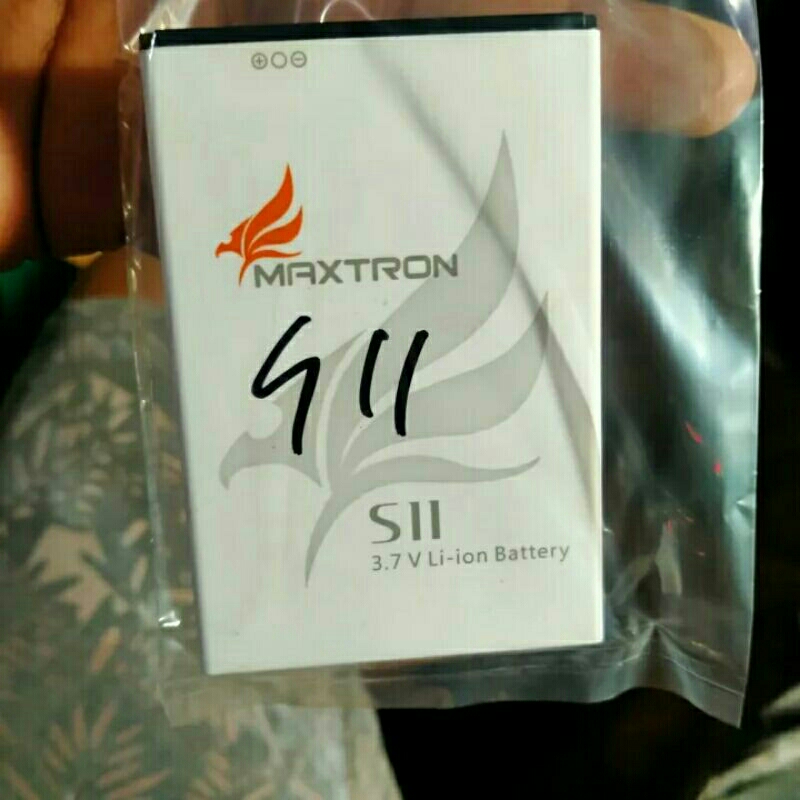 ⊕○⊖
MAXTRON
S11
S11
3.7 V Li-ion Battery